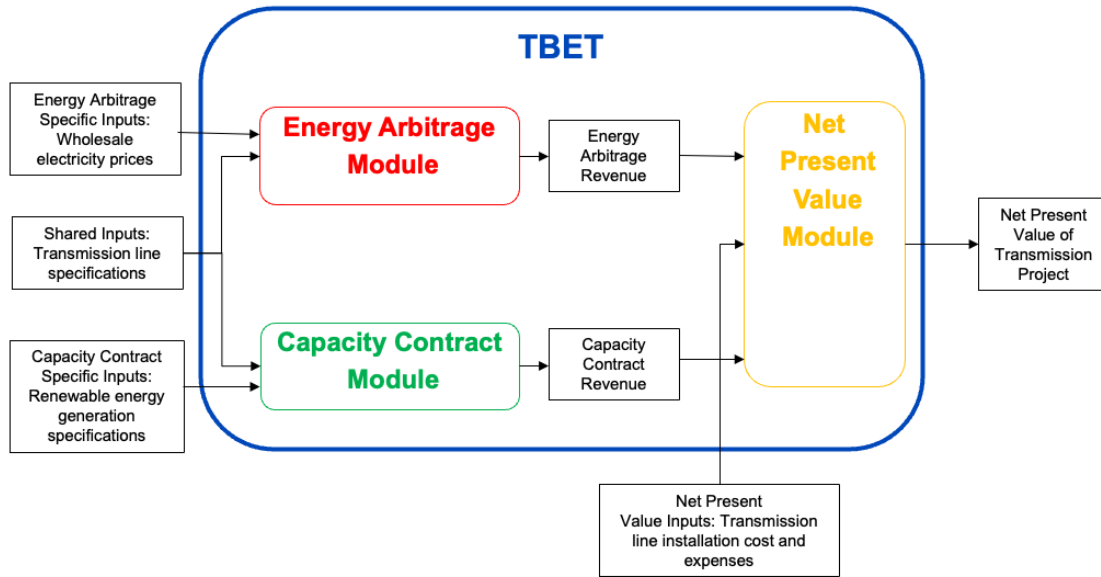 TBET
Energy Arbitrage
Specific Inputs:
Wholesale
electricity prices
Energy Arbitrage
Module
Energy
Arbitrage
Revenue
Net
Present
Value
Module
Shared Inputs:
Transmission line
specifications
Net Present
Value of
Transmission
Project
Capacity Contract
Specific Inputs:
Renewable energy
generation
specifications
Capacity Contract
Module
Capacity
Contract
Revenue
Net Present
Value Inputs: Transmission
line installation cost and
expenses